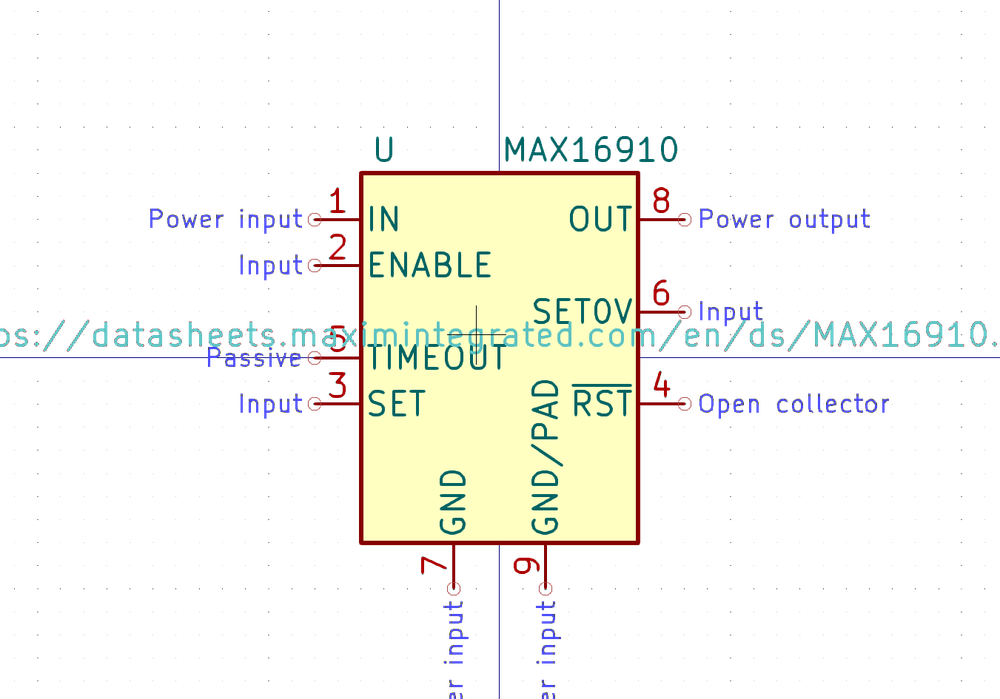 U MAX16910
1 8
Power input IN OUT Power output
2
Input ENABLE
6
SETOV Input
ps://datasheets.maximintegrated.com/en/ds/MAX16910.
5
Passive TIMEOUT
3 4
Input SET RST Open collector
GND GND/PAD
7 9
er input er input